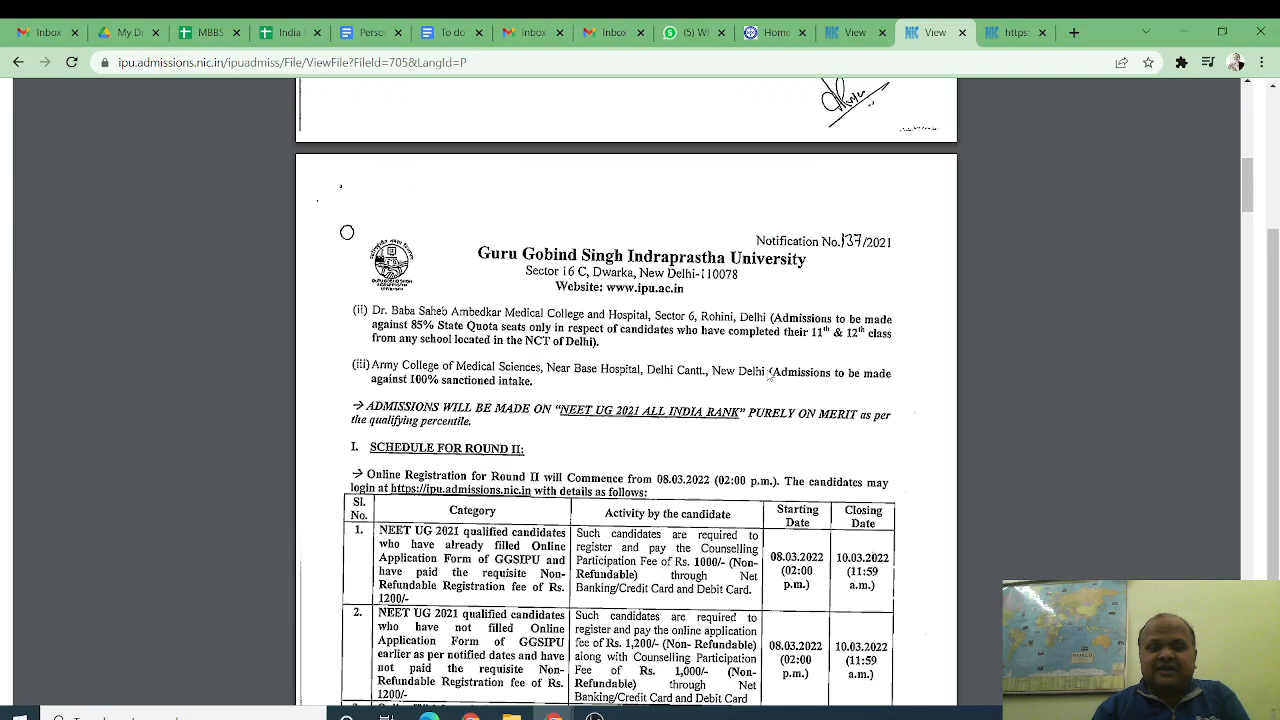 Inbox
My D
MBBS
India
Person
To do
Inbox
Inbox
(5) W
Home
View
View
https:
ipu.admissions.nic.in/ipuadmiss/File/ViewFile?FileId=705&LangId=P
Notification No.137/2021
Guru Gobind Singh Indraprastha University
Sector 16 C, Dwarka, New Delhi-110078
Website: www.ipu.ac.in
(ii) Dr. Baba Saheb Ambedkar Medical College and Hospital, Sector 6, Rohini, Delhi (Admissions to be made
against 85% State Quota seats only in respect of candidates who have completed their 11th & 12th class
from any school located in the NCT of Delhi).
(iii) Army College of Medical Sciences, Near Base Hospital, Delhi Cantt., New Delhi (Admissions to be made
against 100% sanctioned intake.
→ ADMISSIONS WILL BE MADE ON "NEET UG 2021 ALL INDIA RANK" PURELY ON MERIT as per
the qualifying percentile.
I. SCHEDULE FOR ROUND II:
→ Online Registration for Round II will Commence from 08.03.2022 (02:00 p.m.). The candidates may
login at https://ipu.admissions.nic.in with details as follows:
Sl. No. Category Activity by the candidate Starting Date Closing Date
1. NEET UG 2021 qualified candidates
who have already filled Online
Application Form of GGSIPU and
have paid the requisite Non-
Refundable Registration fee of Rs.
1200/-
Such candidates are required to
register and pay the Counselling
Participation Fee of Rs. 1000/- (Non-
Refundable) through Net
Banking/Credit Card and Debit Card.
08.03.2022
(02:00
p.m.)
10.03.2022
(11:59
a.m.)
2. NEET UG 2021 qualified candidates
who have not filled Online
Application Form of GGSIPU
earlier as per notified dates and have
not paid the requisite Non-
Refundable Registration fee of Rs.
1200/-
Such candidates are required to
register and pay the online application
fee of Rs. 1,200/- (Non- Refundable)
along with Counselling Participation
Fee of Rs. 1,000/- (Non-
Refundable) through Net
Banking/Credit Card and Debit Card
08.03.2022
(02:00
p.m.)
10.03.2022
(11:59
a.m.)